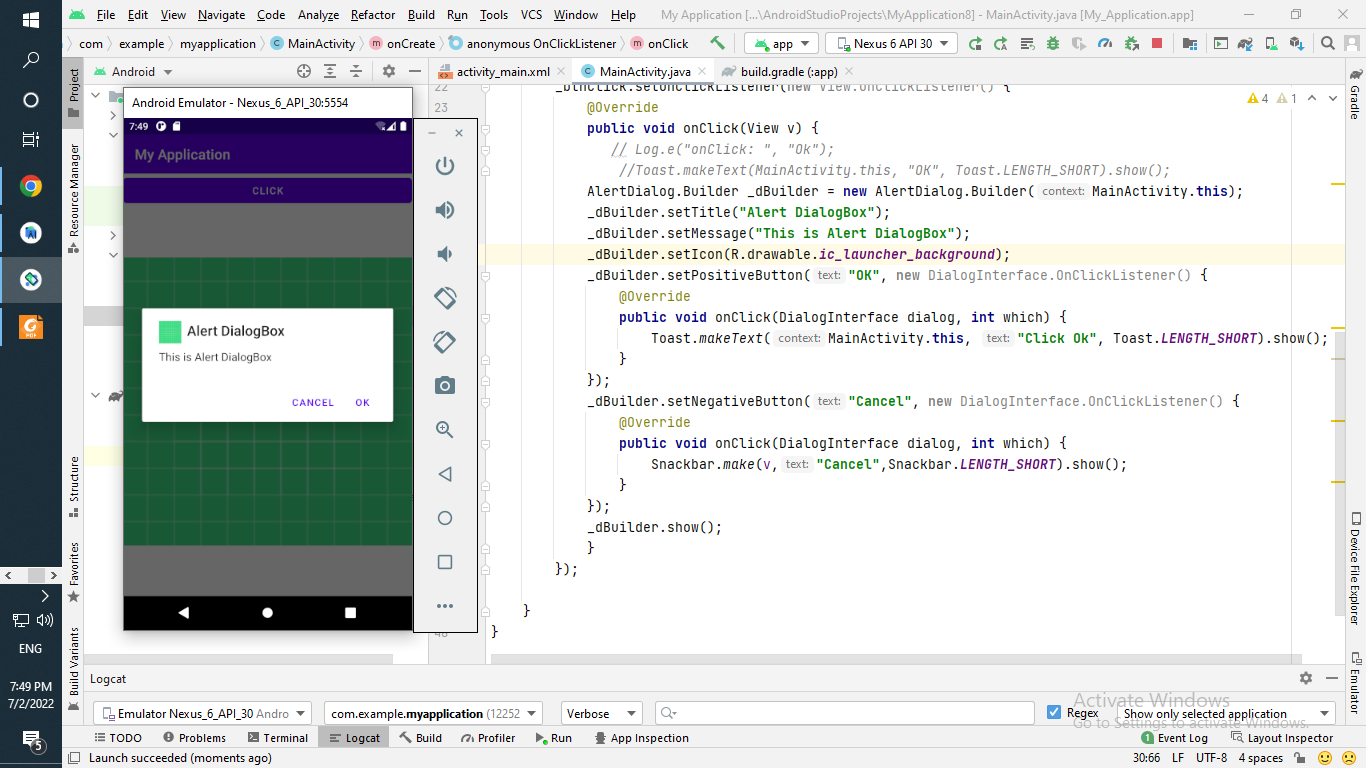 File Edit View Navigate Code Analyze Refactor Build Run Tools VCS Window Help My Application [...\AndroidStudioProjects\MyApplication8] - MainActivity.java [My_Application.app]
com example myapplication MainActivity onCreate anonymous OnClickListener onClick app Nexus 6 API 30
Android activity_main.xml MainActivity.java build.gradle (:app)
Project
Resource Manager
Structure
Favorites
Build Variants
Android Emulator - Nexus_6_API_30:5554
7:49
My Application
CLICK
Alert DialogBox
This is Alert DialogBox
CANCEL OK
22 _btnClick.setOnClickListener(new View.OnClickListener() {
4 1
23 @Override
public void onClick(View v) {
// Log.e("onClick: ", "Ok");
//Toast.makeText(MainActivity.this, "OK", Toast.LENGTH_SHORT).show();
AlertDialog.Builder _dBuilder = new AlertDialog.Builder( context: MainActivity.this);
_dBuilder.setTitle("Alert DialogBox");
_dBuilder.setMessage("This is Alert DialogBox");
_dBuilder.setIcon(R.drawable.ic_launcher_background);
_dBuilder.setPositiveButton( text: "OK", new DialogInterface.OnClickListener() {
@Override
public void onClick(DialogInterface dialog, int which) {
Toast.makeText( context: MainActivity.this, text: "Click Ok", Toast.LENGTH_SHORT).show();
}
});
_dBuilder.setNegativeButton( text: "Cancel", new DialogInterface.OnClickListener() {
@Override
public void onClick(DialogInterface dialog, int which) {
Snackbar.make(v, text: "Cancel",Snackbar.LENGTH_SHORT).show();
}
});
_dBuilder.show();
}
});
}
}
Gradle
Device File Explorer
Emulator
Logcat
Emulator Nexus_6_API_30 Andro com.example.myapplication (12252 Verbose Regex Show only selected application
Activate Windows
Go to Settings to activate Windows.
TODO Problems Terminal Logcat Build Profiler Run App Inspection 1 Event Log Layout Inspector
Launch succeeded (moments ago) 30:66 LF UTF-8 4 spaces
ENG
7:49 PM
7/2/2022
5